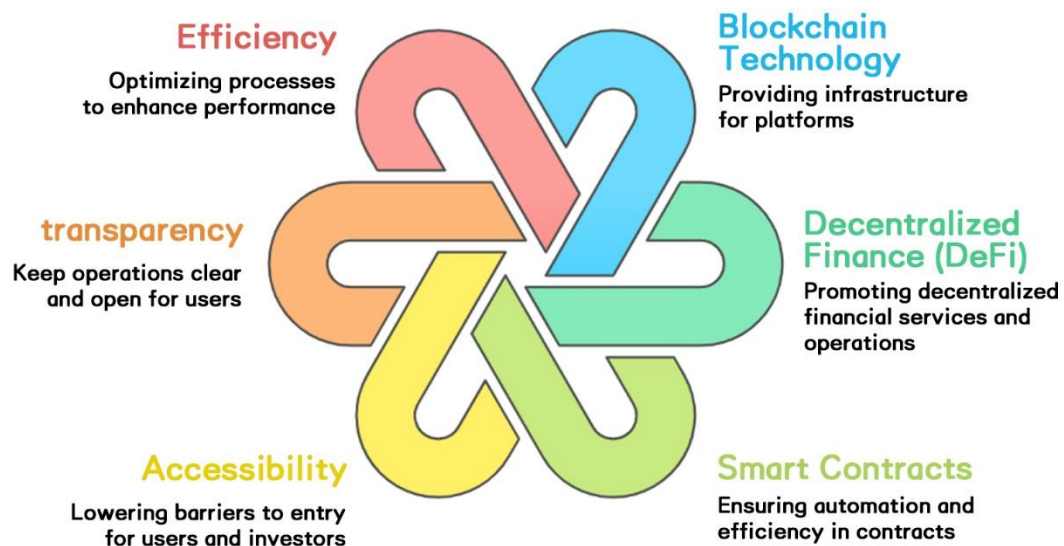 Efficiency
Optimizing processes
to enhance performance
Blockchain
Technology
Providing infrastructure
for platforms
transparency
Keep operations clear
and open for users
Decentralized
Finance (DeFi)
Promoting decentralized
financial services and
operations
Accessibility
Lowering barriers to entry
for users and investors
Smart Contracts
Ensuring automation and
efficiency in contracts